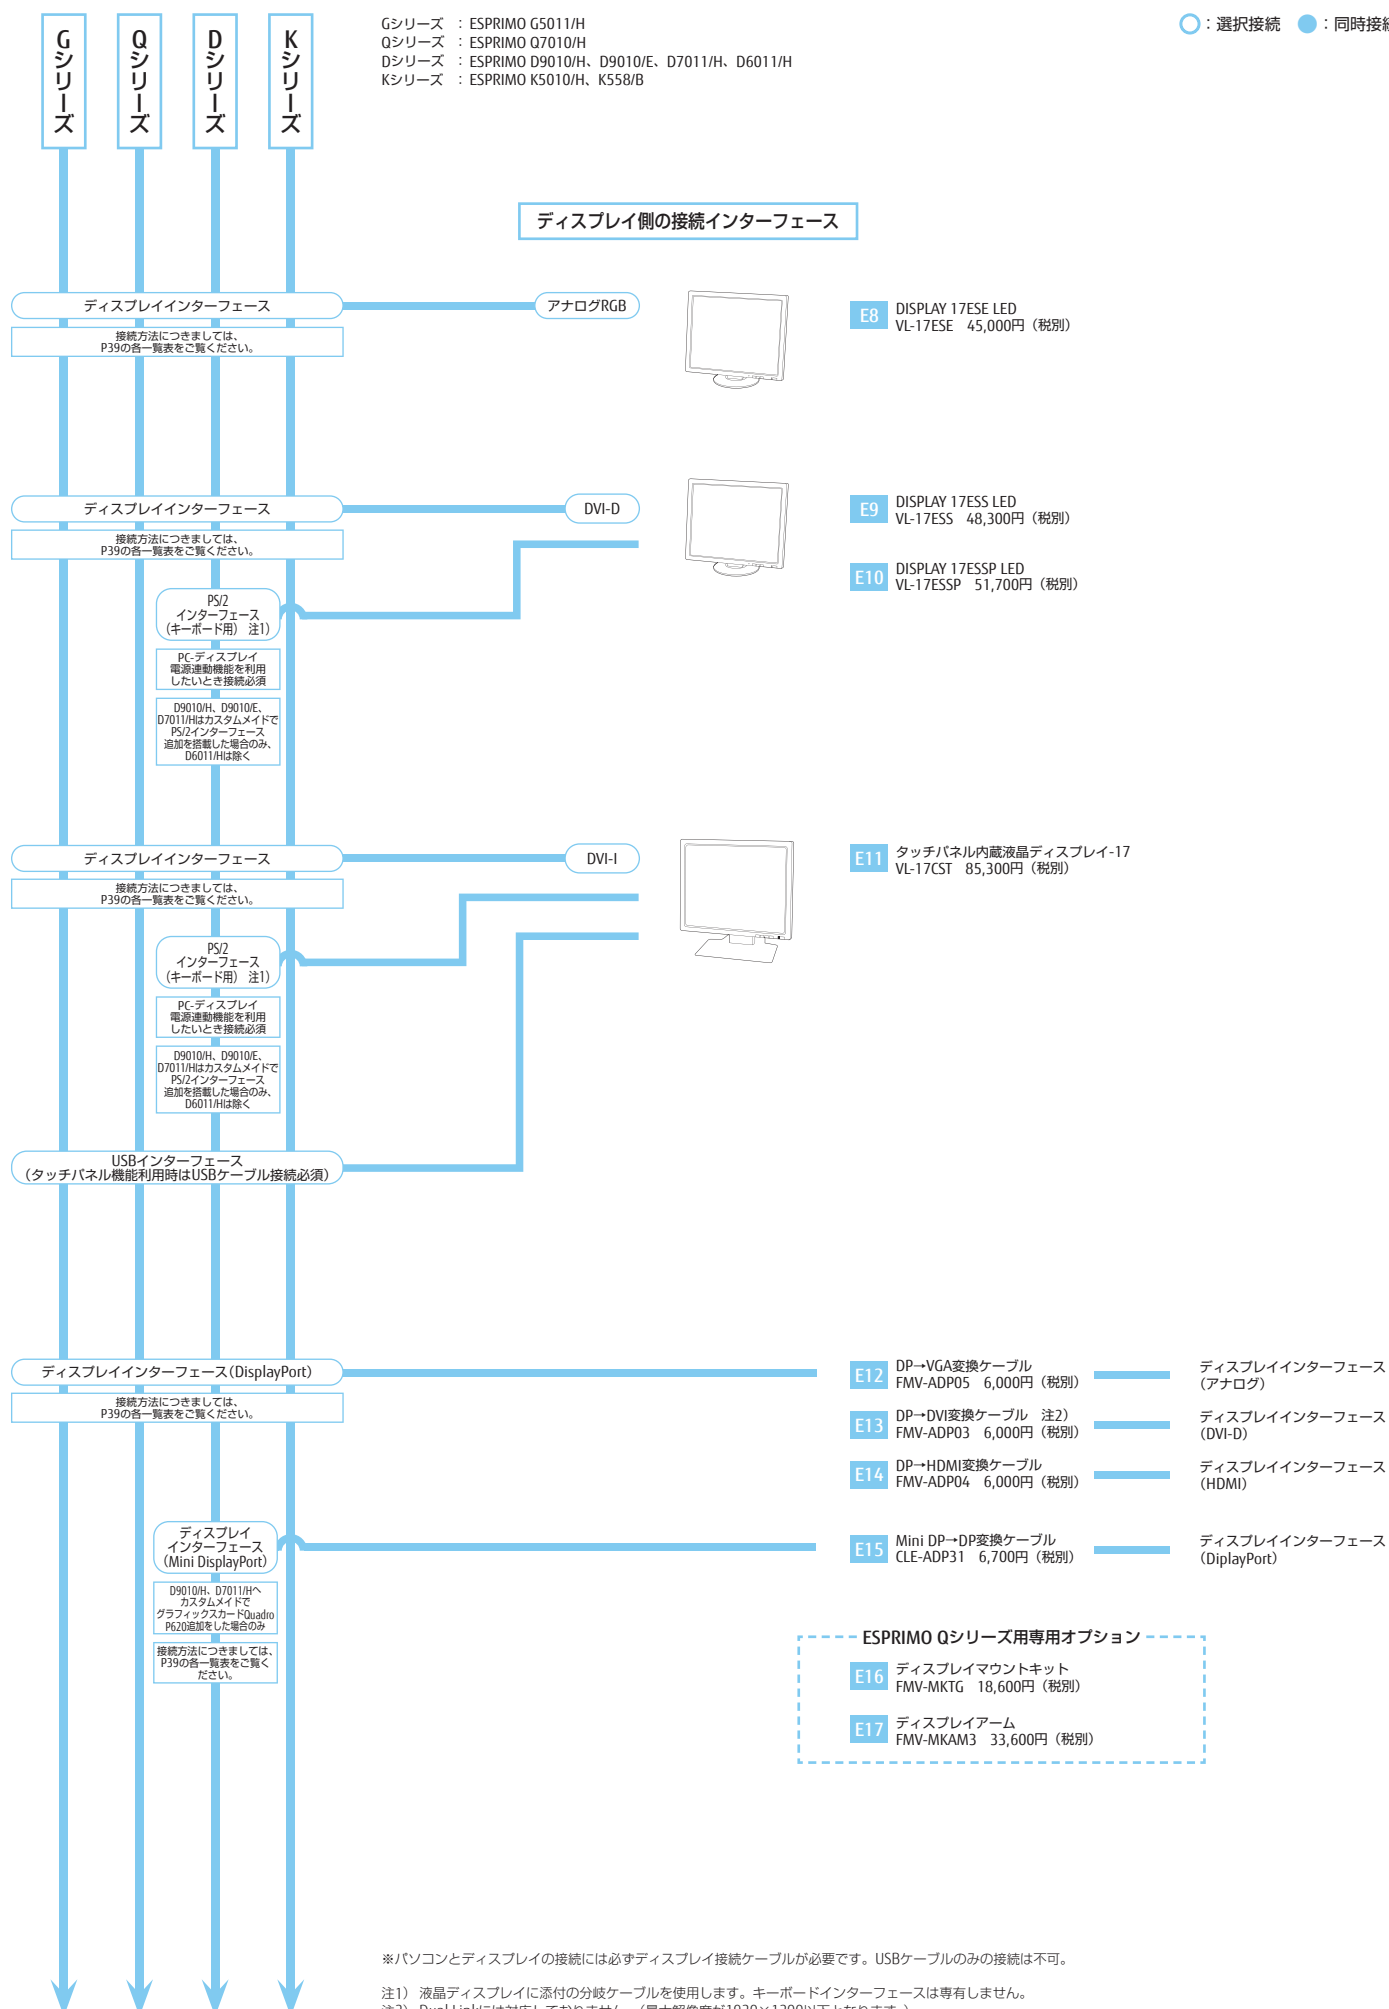 Gシリーズ
Qシリーズ
Dシリーズ
Kシリーズ
Gシリーズ ：ESPRIMO G5011/H
Qシリーズ ：ESPRIMO Q7010/H
Dシリーズ ：ESPRIMO D9010/H、D9010/E、D7011/H、D6011/H
Kシリーズ ：ESPRIMO K5010/H、K558/B
：選択接続 ：同時接続
ディスプレイ側の接続インターフェース
ディスプレイインターフェース
アナログRGB
接続方法につきましては、
P39の各一覧表をご覧ください。
E8 DISPLAY 17ESE LED
VL-17ESE 45,000円（税別）
ディスプレイインターフェース
DVI-D
接続方法につきましては、
P39の各一覧表をご覧ください。
E9 DISPLAY 17ESS LED
VL-17ESS 48,300円（税別）
E10 DISPLAY 17ESSP LED
VL-17ESSP 51,700円（税別）
PS/2
インターフェース
（キーボード用） 注1）
PC-ディスプレイ
電源連動機能を利用
したいとき接続必須
D9010/H、D9010/E、
D7011/Hはカスタムメイドで
PS/2インターフェース
追加を搭載した場合のみ、
D6011/Hは除く
ディスプレイインターフェース
DVI-I
接続方法につきましては、
P39の各一覧表をご覧ください。
E11 タッチパネル内蔵液晶ディスプレイ-17
VL-17CST 85,300円（税別）
PS/2
インターフェース
（キーボード用） 注1）
PC-ディスプレイ
電源連動機能を利用
したいとき接続必須
D9010/H、D9010/E、
D7011/Hはカスタムメイドで
PS/2インターフェース
追加を搭載した場合のみ、
D6011/Hは除く
USBインターフェース
（タッチパネル機能利用時はUSBケーブル接続必須）
ディスプレイインターフェース（DisplayPort）
接続方法につきましては、
P39の各一覧表をご覧ください。
E12 DP→VGA変換ケーブル
FMV-ADP05 6,000円（税別）
ディスプレイインターフェース
（アナログ）
E13 DP→DVI変換ケーブル 注2）
FMV-ADP03 6,000円（税別）
ディスプレイインターフェース
（DVI-D）
E14 DP→HDMI変換ケーブル
FMV-ADP04 6,000円（税別）
ディスプレイインターフェース
（HDMI）
ディスプレイ
インターフェース
（Mini DisplayPort）
E15 Mini DP→DP変換ケーブル
CLE-ADP31 6,700円（税別）
ディスプレイインターフェース
（DiplayPort）
D9010/H、D7011/Hへ
カスタムメイドで
グラフィックスカードQuadro
P620追加をした場合のみ
接続方法につきましては、
P39の各一覧表をご覧く
ださい。
ESPRIMO Qシリーズ用専用オプション
E16 ディスプレイマウントキット
FMV-MKTG 18,600円（税別）
E17 ディスプレイアーム
FMV-MKAM3 33,600円（税別）
※パソコンとディスプレイの接続には必ずディスプレイ接続ケーブルが必要です。USBケーブルのみの接続は不可。
注1） 液晶ディスプレイに添付の分岐ケーブルを使用します。キーボードインターフェースは専有しません。
注2） Dual Linkには対応しておりません。（最大解像度が1920×1200以下となります。）